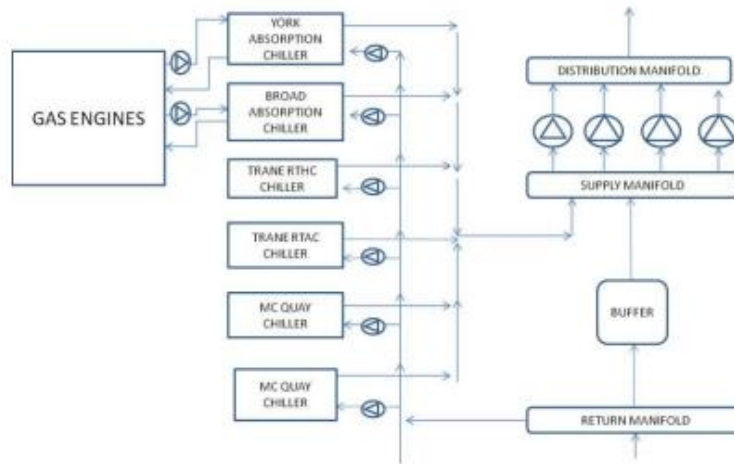 YORK
ABSORPTION
CHILLER
DISTRIBUTION MANIFOLD
GAS ENGINES
BROAD
ABSORPTION
CHILLER
TRANE RTHC
CHILLER
SUPPLY MANIFOLD
TRANE RTAC
CHILLER
MC QUAY
CHILLER
BUFFER
MC QUAY
CHILLER
RETURN MANIFOLD